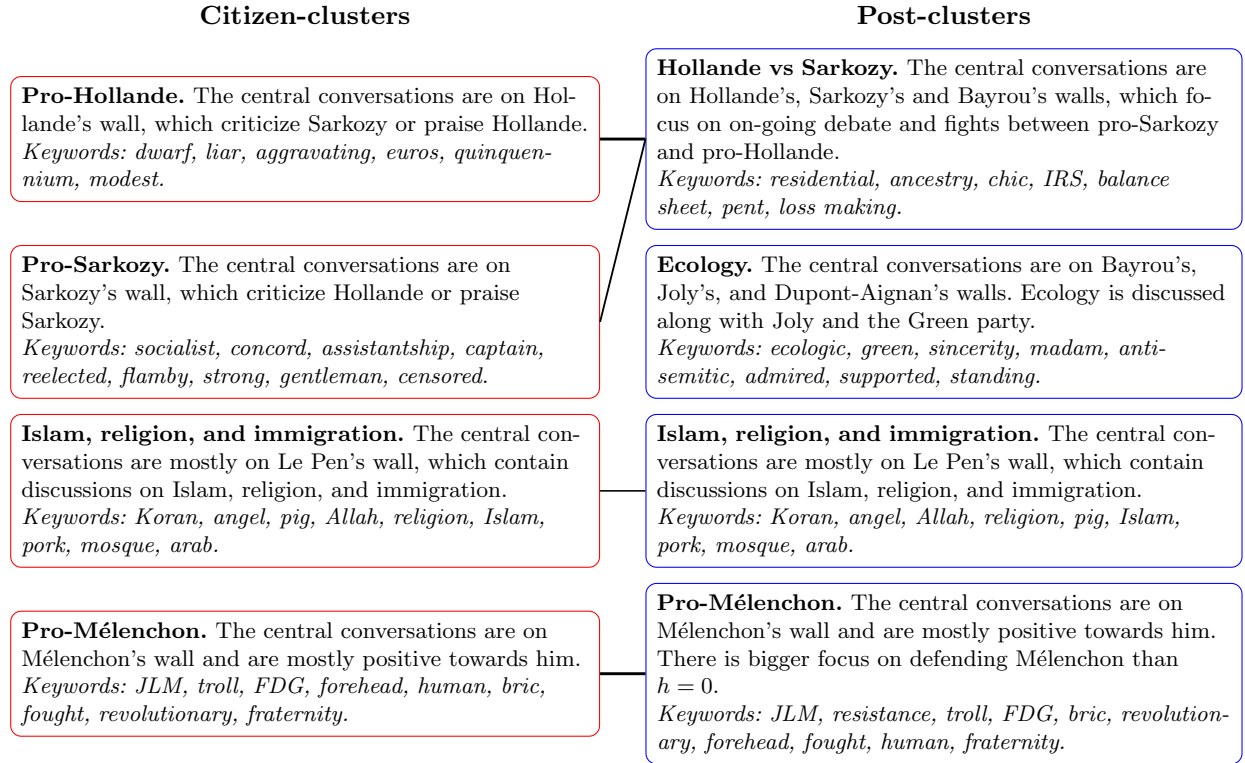 Citizen-clusters
Post-clusters
Pro-Hollande. The central conversations are on Hol-
lande's wall, which criticize Sarkozy or praise Hollande.
Keywords: dwarf, liar, aggravating, euros, quinquen-
nium, modest.
Pro-Sarkozy. The central conversations are on
Sarkozy's wall, which criticize Hollande or praise
Sarkozy.
Keywords: socialist, concord, assistantship, captain,
reelected, flamby, strong, gentleman, censored.
Islam, religion, and immigration. The central con-
versations are mostly on Le Pen's wall, which contain
discussions on Islam, religion, and immigration.
Keywords: Koran, angel, pig, Allah, religion, Islam,
pork, mosque, arab.
Pro-Mélenchon. The central conversations are on
Mélenchon's wall and are mostly positive towards him.
Keywords: JLM, troll, FDG, forehead, human, bric,
fought, revolutionary, fraternity.
Hollande vs Sarkozy. The central conversations are
on Hollande's, Sarkozy's and Bayrou's walls, which fo-
cus on on-going debate and fights between pro-Sarkozy
and pro-Hollande.
Keywords: residential, ancestry, chic, IRS, balance
sheet, pent, loss making.
Ecology. The central conversations are on Bayrou's,
Joly's, and Dupont-Aignan's walls. Ecology is discussed
along with Joly and the Green party.
Keywords: ecologic, green, sincerity, madam, anti-
semitic, admired, supported, standing.
Islam, religion, and immigration. The central con-
versations are mostly on Le Pen's wall, which contain
discussions on Islam, religion, and immigration.
Keywords: Koran, angel, Allah, religion, pig, Islam,
pork, mosque, arab.
Pro-Mélenchon. The central conversations are on
Mélenchon's wall and are mostly positive towards him.
There is bigger focus on defending Mélenchon than
h = 0.
Keywords: JLM, resistance, troll, FDG, bric, revolution-
ary, forehead, fought, human, fraternity.